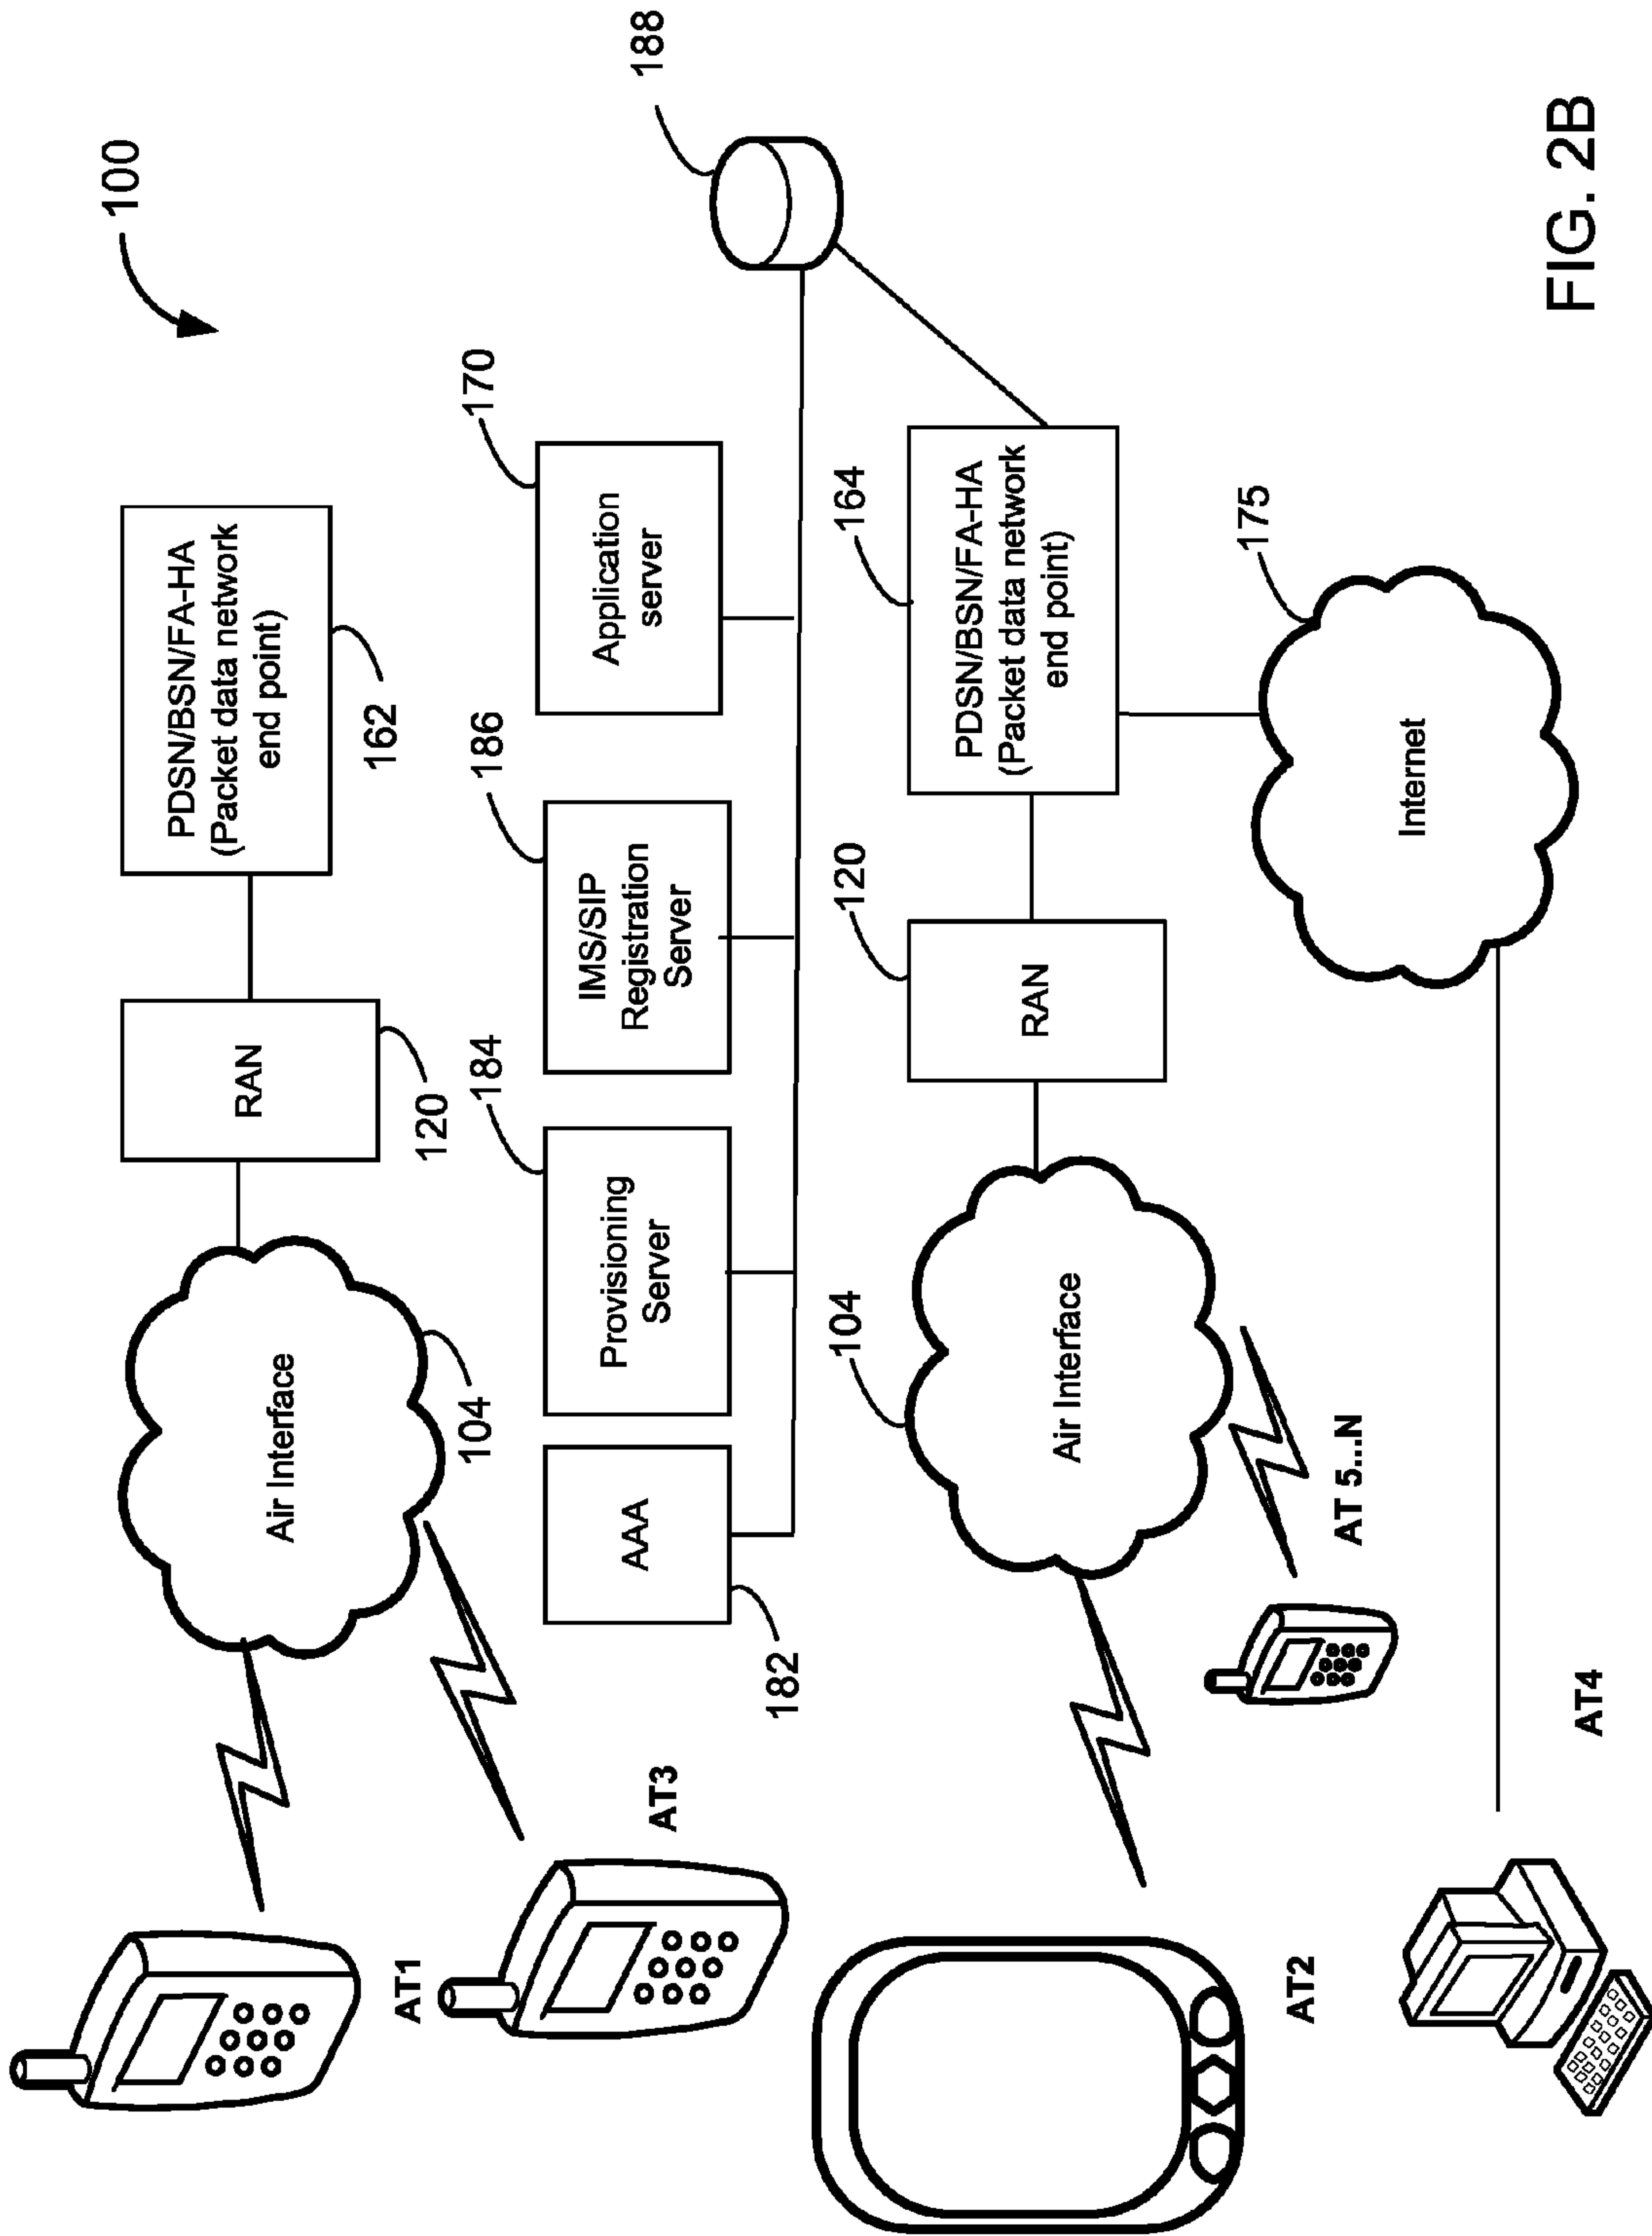 100
AT1
Air Interface
104
RAN
120
PDSN/BSN/FA-HA
(Packet data network
end point)
162
AT3
AAA
182
Provisioning
Server
184
IMS/SIP
Registration
Server
186
Application
server
170
188
AT2
Air Interface
104
AT 5...N
RAN
120
PDSN/BSN/FA-HA
(Packet data network
end point)
164
AT4
Internet
175
FIG. 2B